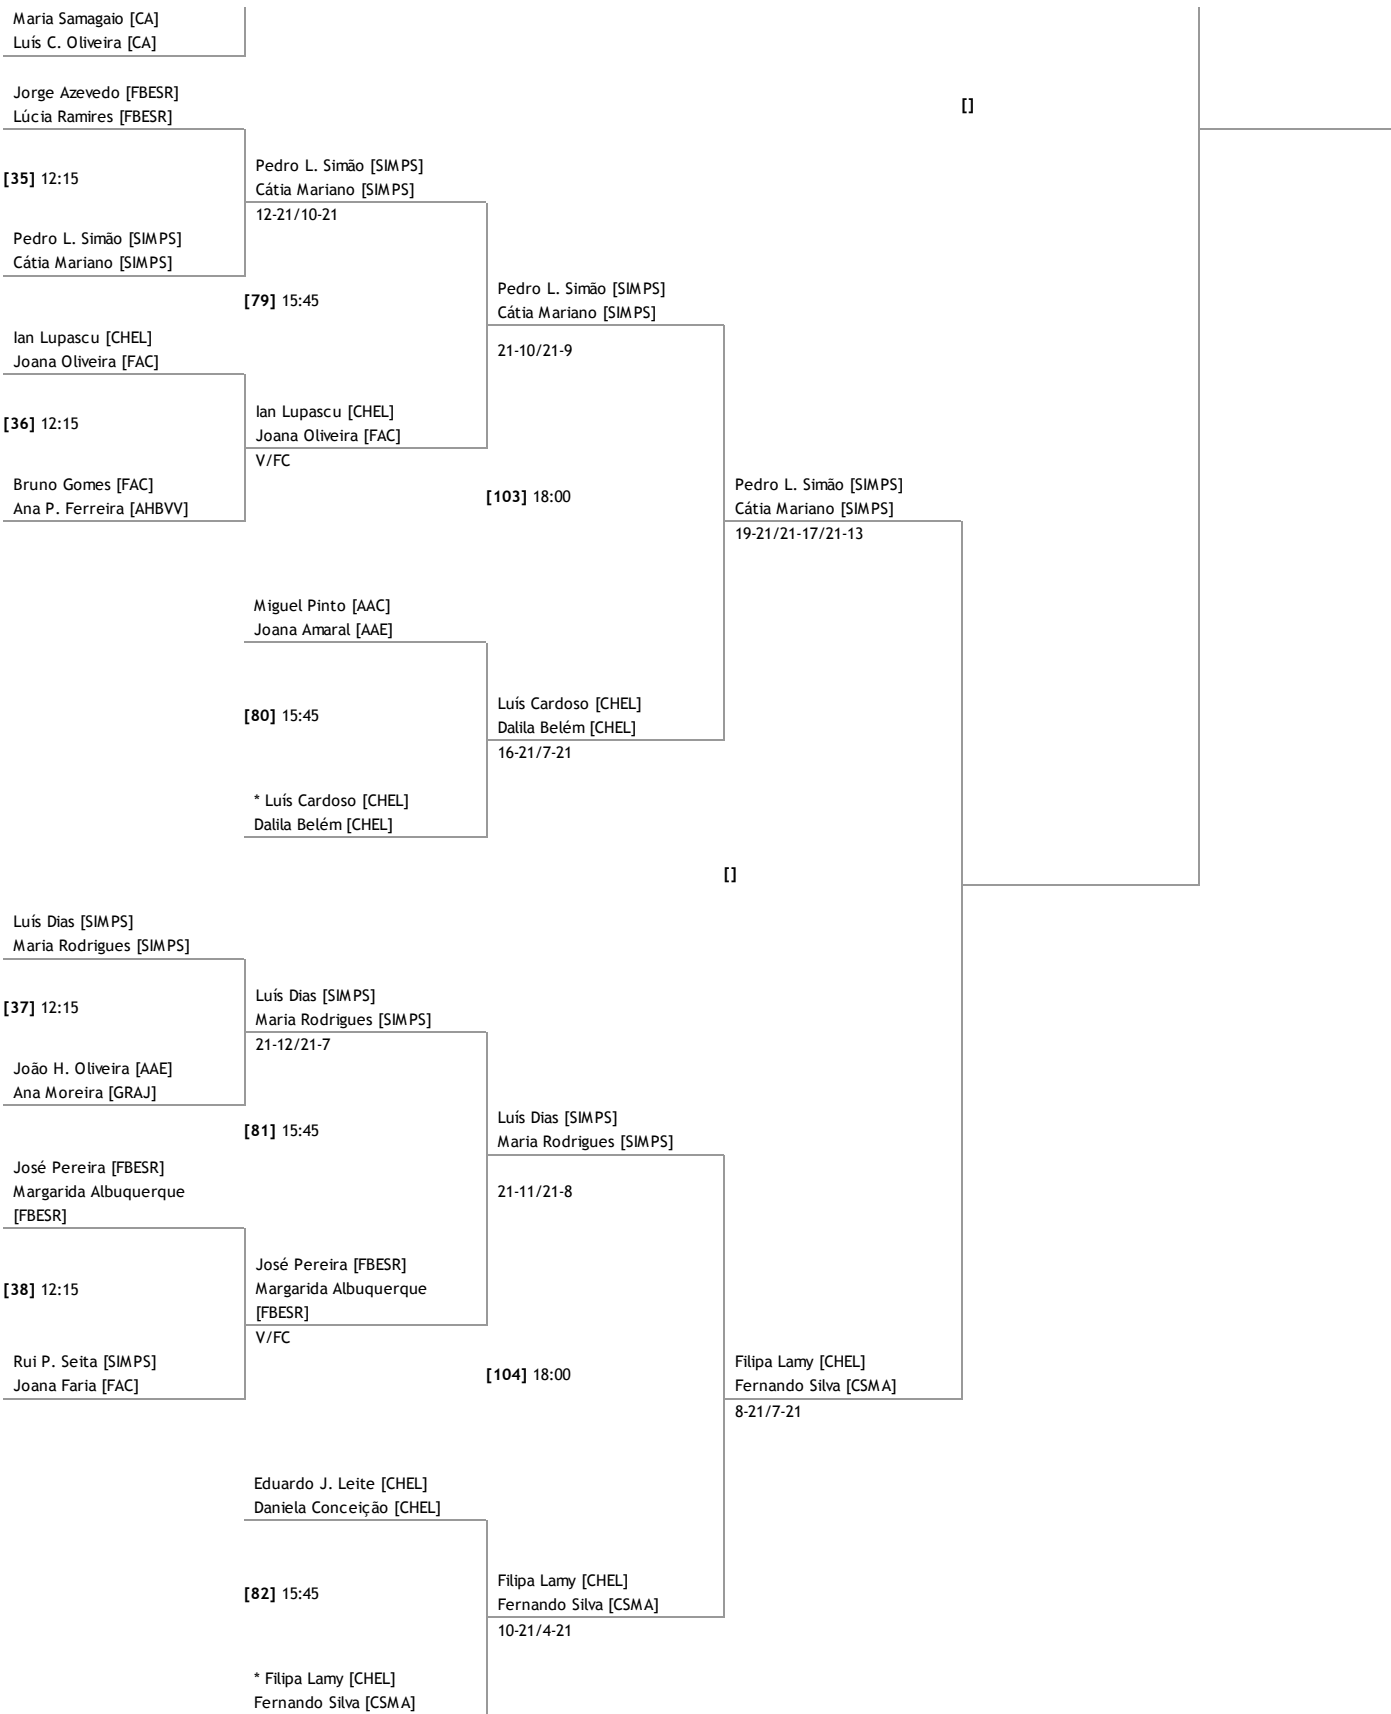 Maria Samagaio [CA]
Luís C. Oliveira [CA]
Jorge Azevedo [FBESR]
Lúcia Ramires [FBESR]
[]
[35] 12:15
Pedro L. Simão [SIMPS]
Cátia Mariano [SIMPS]
12-21/10-21
Pedro L. Simão [SIMPS]
Cátia Mariano [SIMPS]
[79] 15:45
Pedro L. Simão [SIMPS]
Cátia Mariano [SIMPS]
21-10/21-9
Ian Lupascu [CHEL]
Joana Oliveira [FAC]
[36] 12:15
Ian Lupascu [CHEL]
Joana Oliveira [FAC]
V/FC
Bruno Gomes [FAC]
Ana P. Ferreira [AHBVV]
[103] 18:00
Pedro L. Simão [SIMPS]
Cátia Mariano [SIMPS]
19-21/21-17/21-13
Miguel Pinto [AAC]
Joana Amaral [AAE]
[80] 15:45
Luís Cardoso [CHEL]
Dalila Belém [CHEL]
16-21/7-21
* Luís Cardoso [CHEL]
Dalila Belém [CHEL]
[]
Luís Dias [SIMPS]
Maria Rodrigues [SIMPS]
[37] 12:15
Luís Dias [SIMPS]
Maria Rodrigues [SIMPS]
21-12/21-7
João H. Oliveira [AAE]
Ana Moreira [GRAJ]
[81] 15:45
Luís Dias [SIMPS]
Maria Rodrigues [SIMPS]
21-11/21-8
José Pereira [FBESR]
Margarida Albuquerque
[FBESR]
[38] 12:15
José Pereira [FBESR]
Margarida Albuquerque
[FBESR]
V/FC
Rui P. Seita [SIMPS]
Joana Faria [FAC]
[104] 18:00
Filipa Lamy [CHEL]
Fernando Silva [CSMA]
8-21/7-21
Eduardo J. Leite [CHEL]
Daniela Conceição [CHEL]
[82] 15:45
Filipa Lamy [CHEL]
Fernando Silva [CSMA]
10-21/4-21
* Filipa Lamy [CHEL]
Fernando Silva [CSMA]